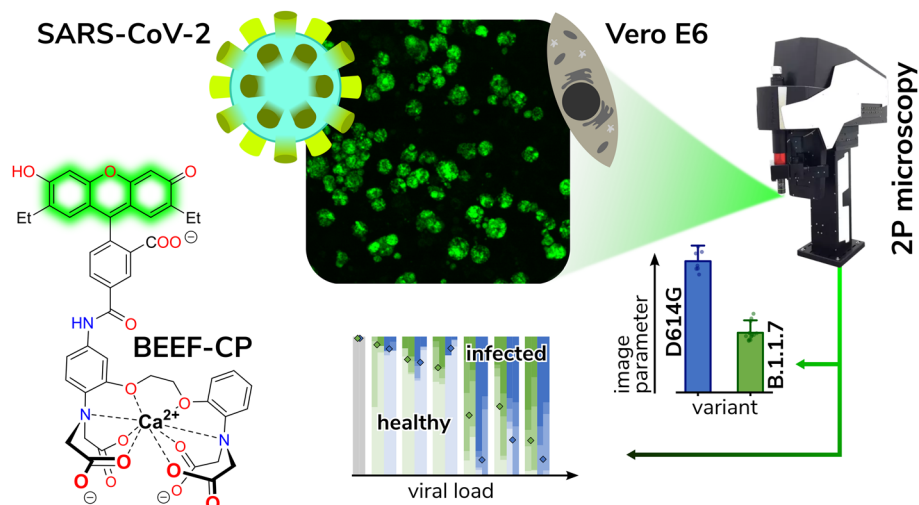 SARS-CoV-2
Vero E6
2P microscopy
HO
O
O
Et
Et
COO⊖
O
HN
BEEF-CP
O
O
N
Ca2+
N
O
O
O
O
O
⊖
O
O
⊖
O
infected
healthy
viral load
image
parameter
D614G
B.1.1.7
variant